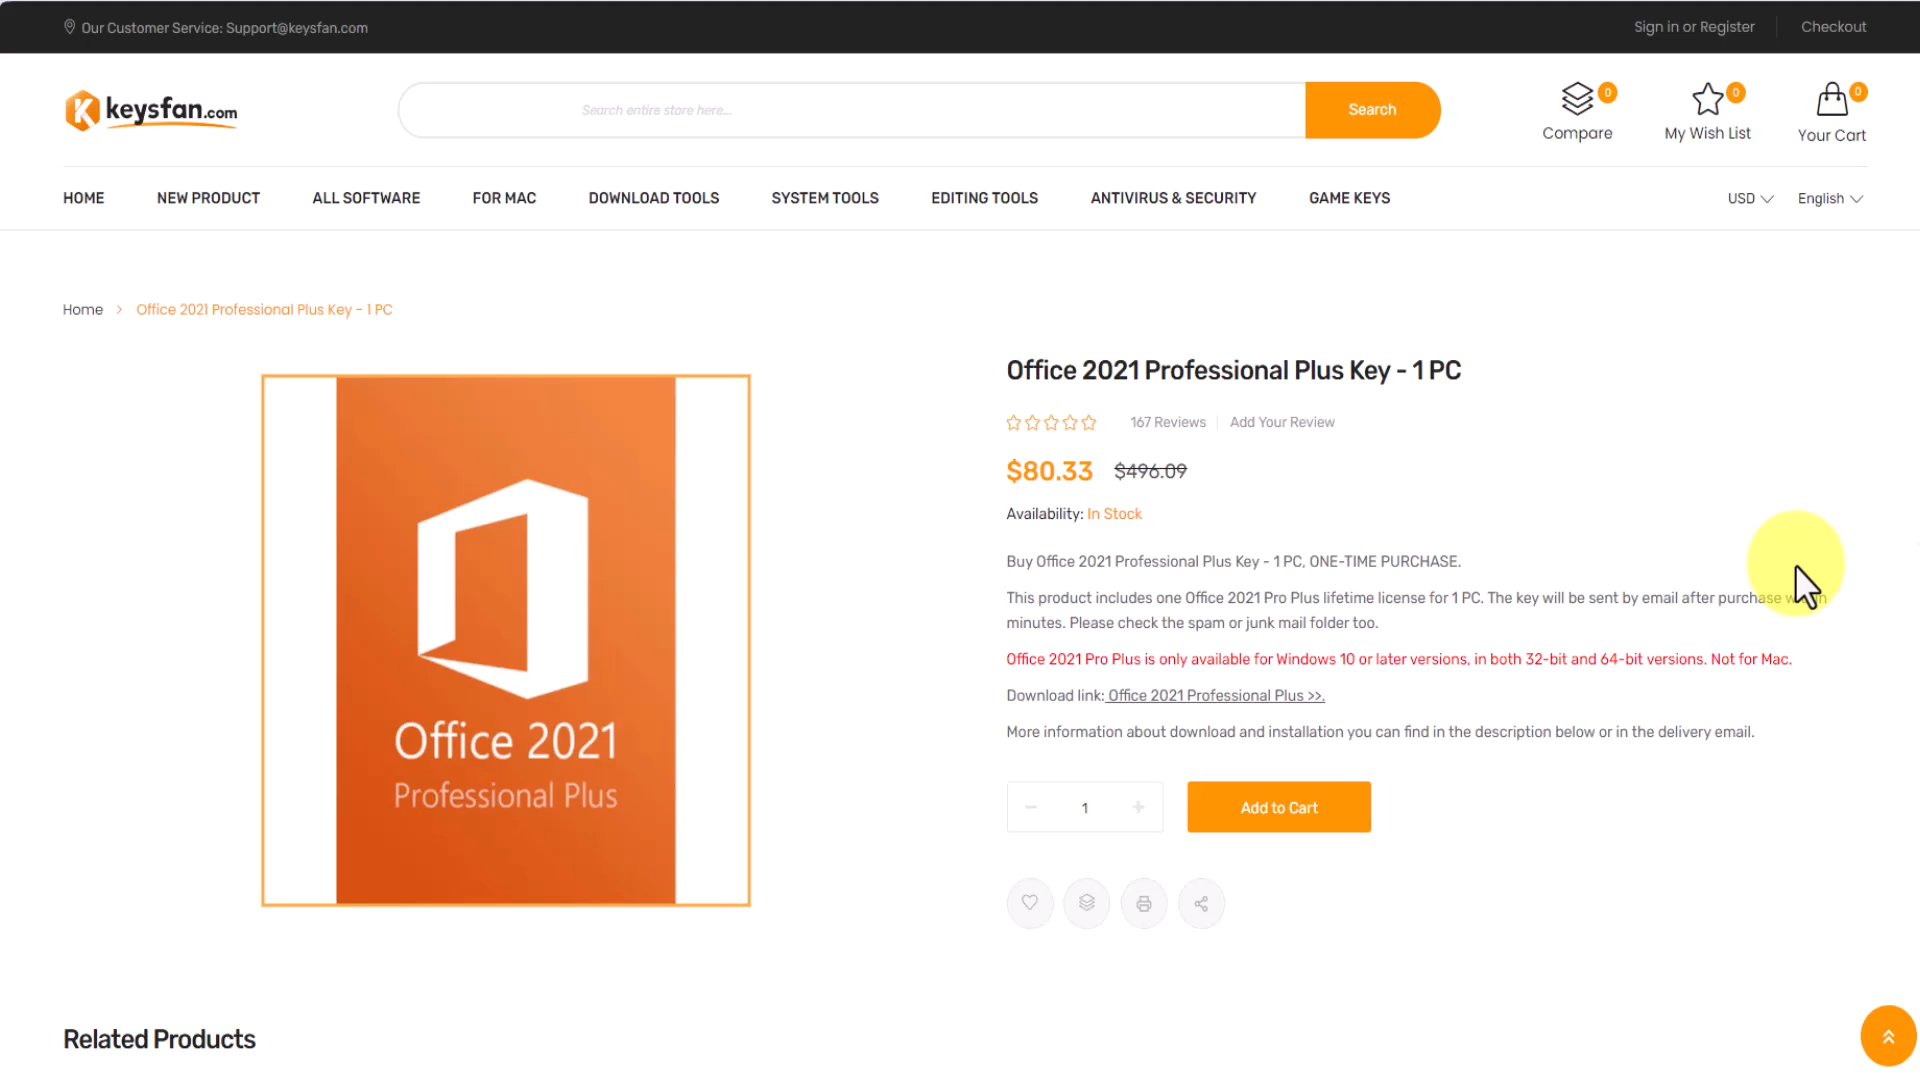 Our Customer Service: Support@keysfan.com
Sign in or Register
Checkout
keysfan.com
Search entire store here...
Search
0
Compare
0
My Wish List
0
Your Cart
HOME
NEW PRODUCT
ALL SOFTWARE
FOR MAC
DOWNLOAD TOOLS
SYSTEM TOOLS
EDITING TOOLS
ANTIVIRUS & SECURITY
GAME KEYS
USD
English
Home > Office 2021 Professional Plus Key - 1 PC
Office 2021
Professional Plus
Office 2021 Professional Plus Key - 1 PC
167 Reviews
Add Your Review
$80.33 $496.09
Availability: In Stock
Buy Office 2021 Professional Plus Key - 1 PC, ONE-TIME PURCHASE.
This product includes one Office 2021 Pro Plus lifetime license for 1 PC. The key will be sent by email after purchase
minutes. Please check the spam or junk mail folder too.
Office 2021 Pro Plus is only available for Windows 10 or later versions, in both 32-bit and 64-bit versions. Not for Mac.
Download link: Office 2021 Professional Plus >>.
More information about download and installation you can find in the description below or in the delivery email.
− 1 +
Add to Cart
Related Products